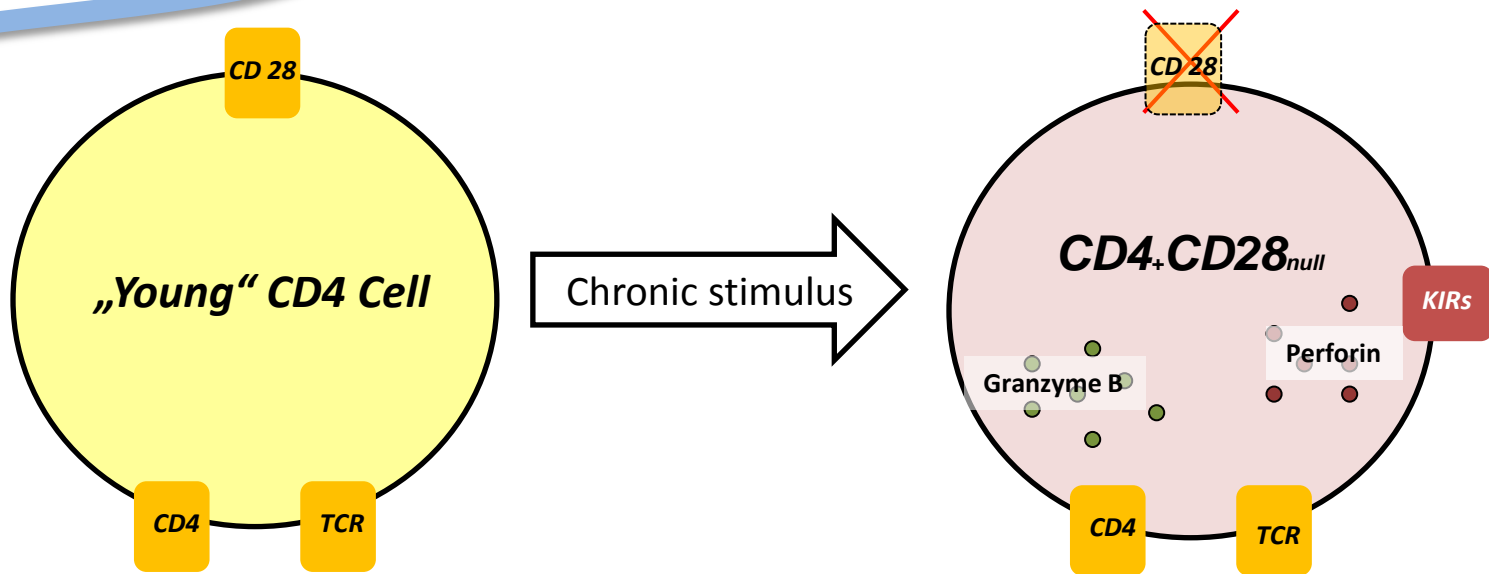 CD 28
„Young“ CD4 Cell
CD4
TCR
Chronic stimulus
CD 28
CD4+CD28null
KIRs
Perforin
Granzyme B
CD4
TCR